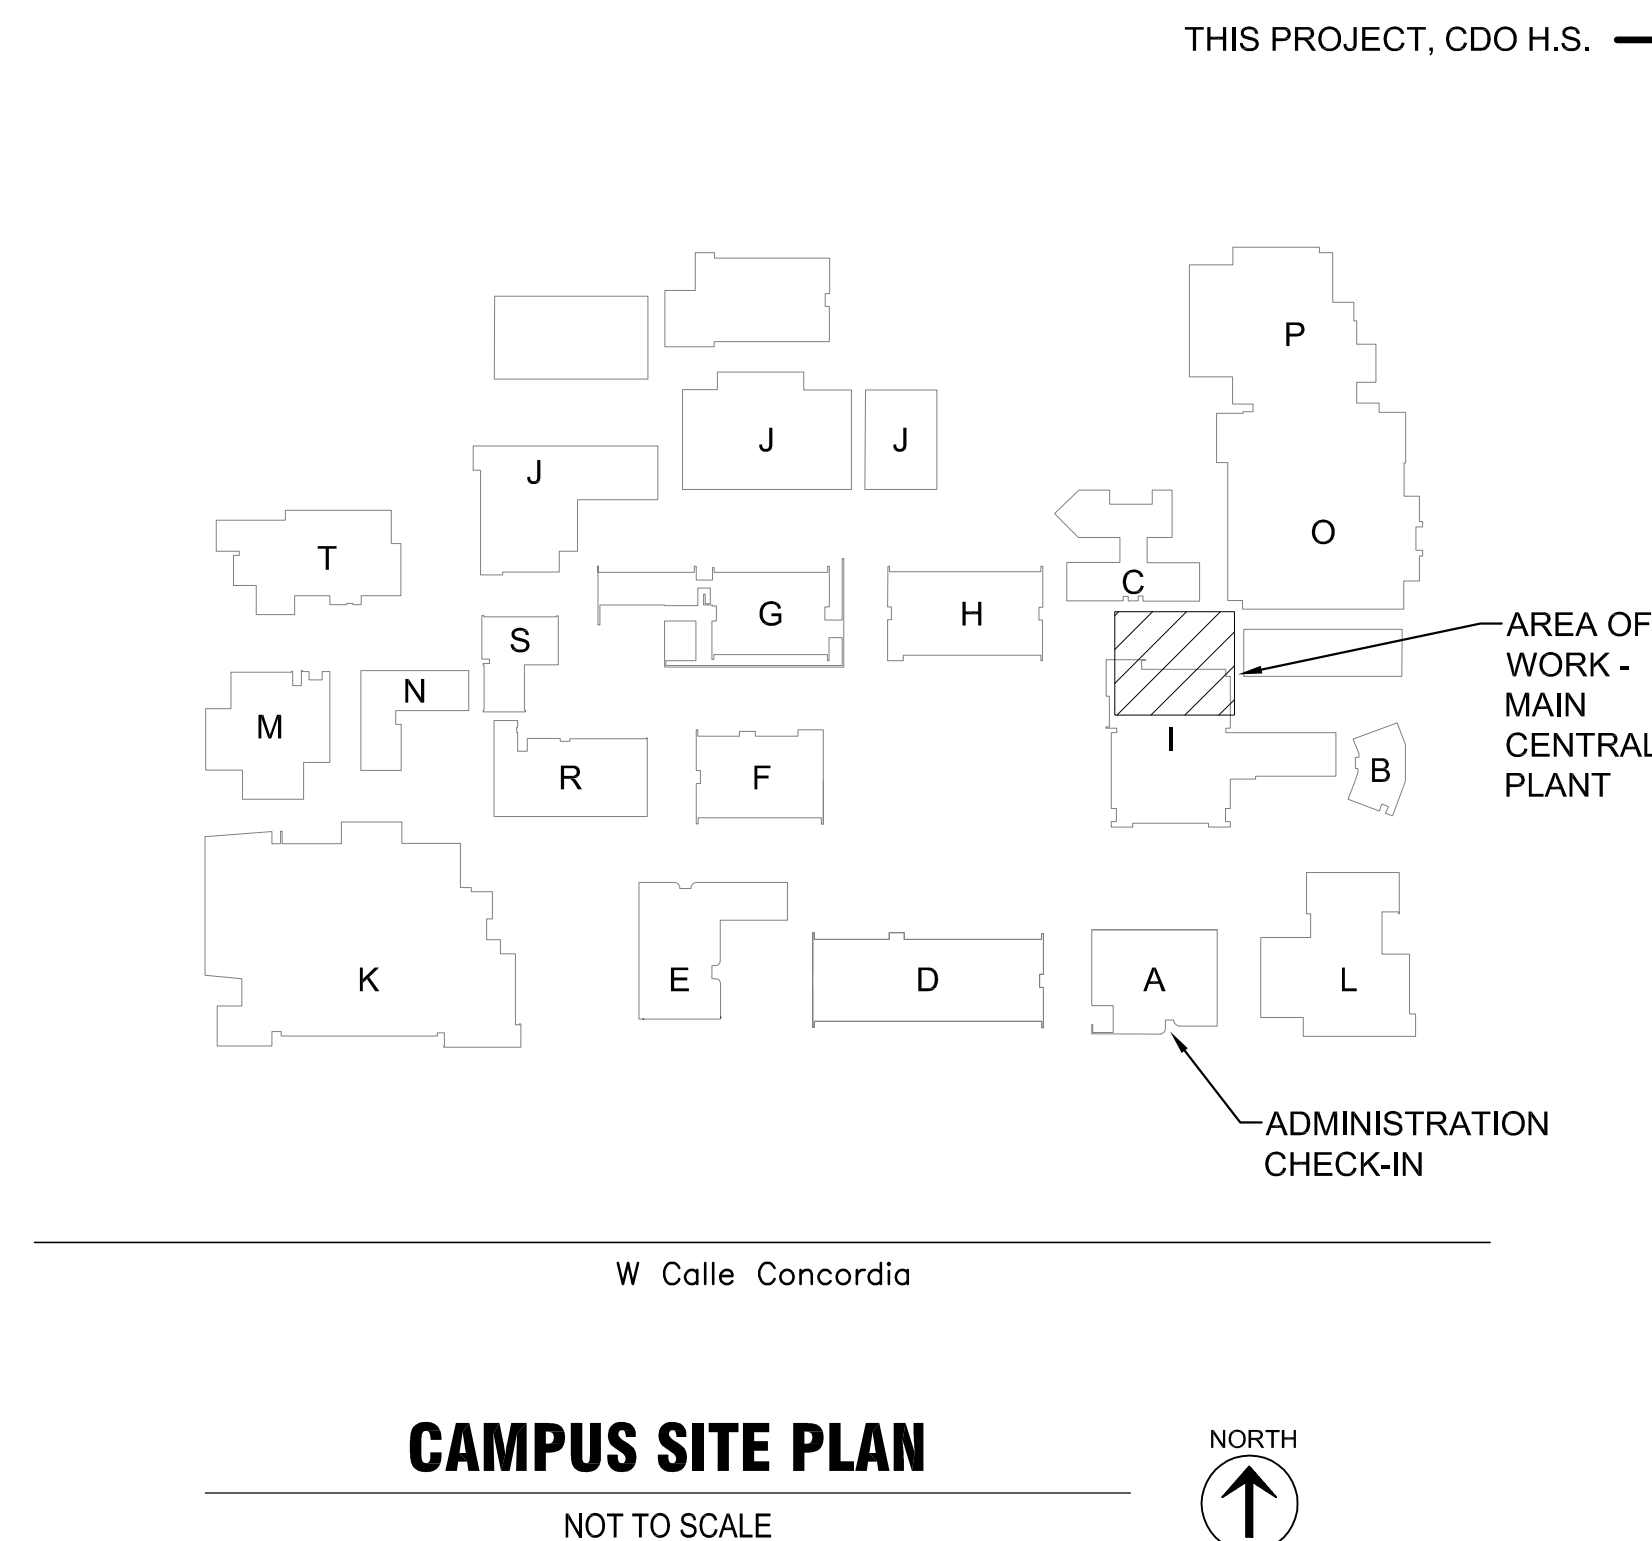 THIS PROJECT, CDO H.S.
P
J
J
J
O
T
C
G
H
S
AREA OF
WORK -
MAIN
CENTRAL
PLANT
N
M
I
R
F
B
K
E
D
A
L
ADMINISTRATION
CHECK-IN
W Calle Concordia
CAMPUS SITE PLAN
NOT TO SCALE
NORTH